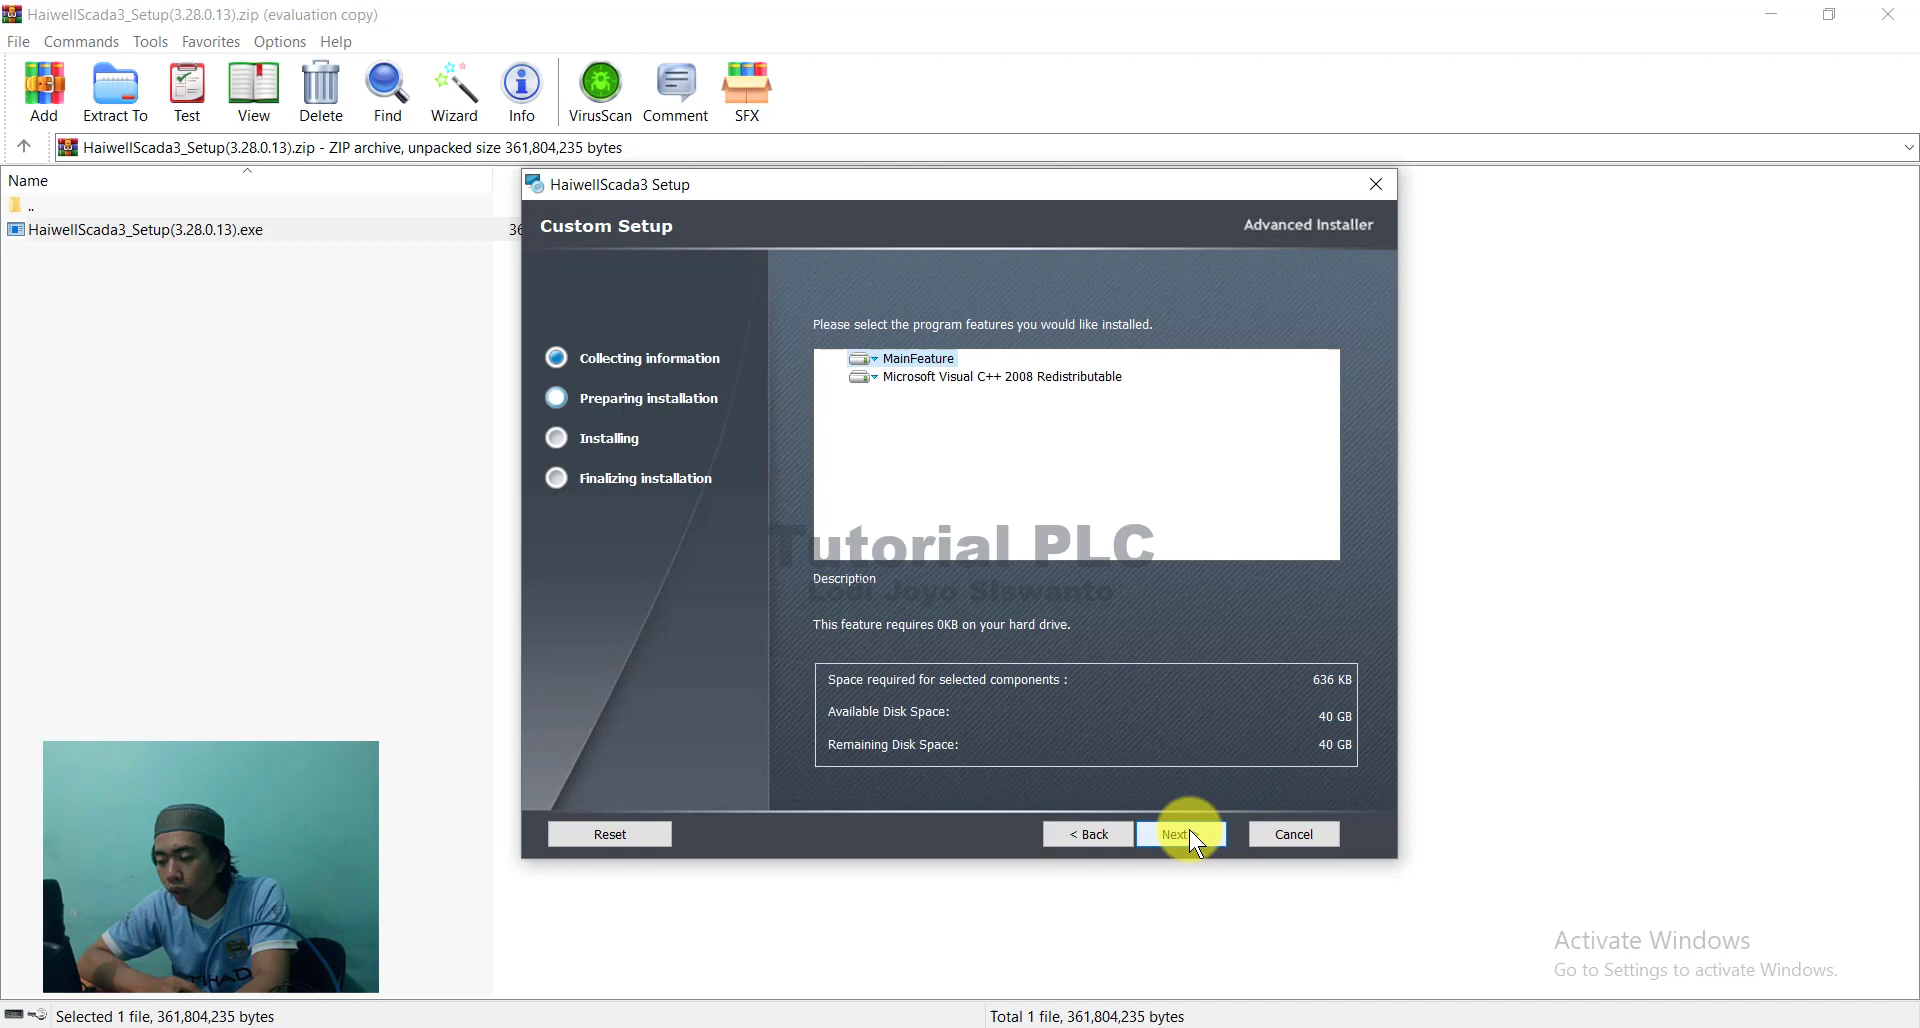 HaiwellScada3_Setup(3.28.0.13).zip (evaluation copy)
File Commands Tools Favorites Options Help
Add Extract To Test View Delete Find Wizard Info VirusScan Comment SFX
HaiwellScada3_Setup(3.28.0.13).zip - ZIP archive, unpacked size 361,804,235 bytes
Name
..
HaiwellScada3_Setup(3.28.0.13).exe 36
HaiwellScada3 Setup
Custom Setup
Advanced Installer
Collecting information
Preparing installation
Installing
Finalizing installation
Please select the program features you would like installed.
MainFeature
Microsoft Visual C++ 2008 Redistributable
Tutorial PLC
Description
Lodi Joyo Siswanto
This feature requires 0KB on your hard drive.
Space required for selected components : 636 KB
Available Disk Space: 40 GB
Remaining Disk Space: 40 GB
Reset < Back Next > Cancel
Activate Windows
Go to Settings to activate Windows.
Selected 1 file, 361,804,235 bytes
Total 1 file, 361,804,235 bytes